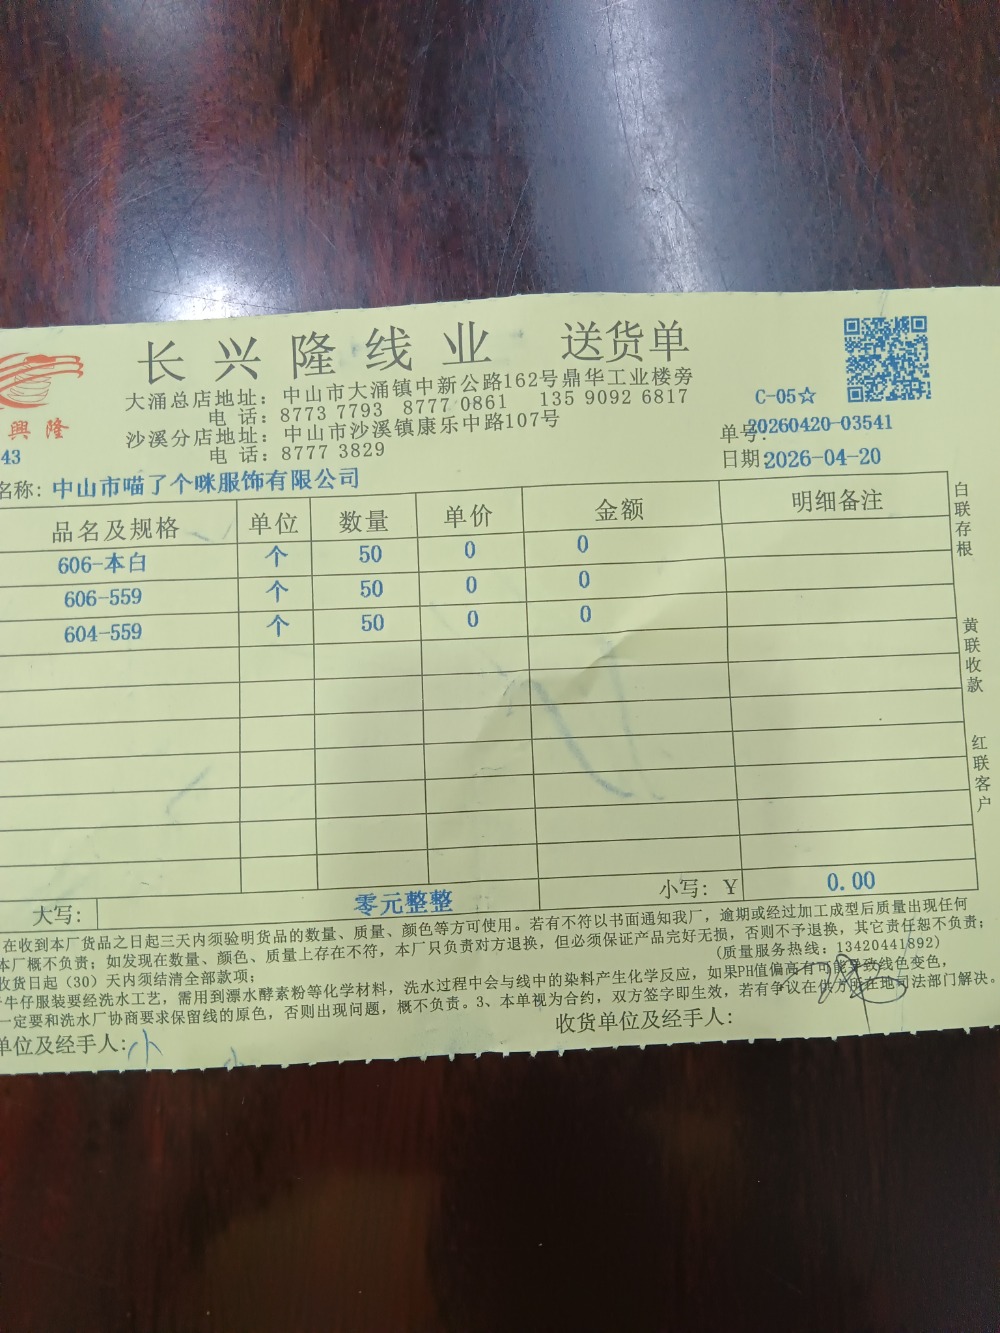 长兴隆线业 送货单
興隆
大涌总店地址：中山市大涌镇中新公路162号鼎华工业楼旁
电话：8773 7793 8777 0861 135 9092 6817
沙溪分店地址：中山市沙溪镇康乐中路107号
电话：8777 3829
C-05☆
单号:20260420-03541
日期:2026-04-20
43
名称：中山市喵了个咪服饰有限公司
品名及规格 单位 数量 单价 金额 明细备注
606-本白 个 50 0 0
606-559 个 50 0 0
604-559 个 50 0 0
白联存根
黄联收款
红联客户
大写： 零元整整 小写：Y 0.00
在收到本厂货品之日起三天内须验明货品的数量、质量、颜色等方可使用。若有不符以书面通知我厂，逾期或经过加工成型后质量出现任何
本厂概不负责；如发现在数量、颜色、质量上存在不符，本厂只负责对方退换，但必须保证产品完好无损，否则不予退换，其它责任恕不负责；
收货日起（30）天内须结清全部款项； (质量服务热线：13420441892)
牛仔服装要经洗水工艺，需用到漂水酵素粉等化学材料，洗水过程中会与线中的染料产生化学反应，如果PH值偏高有可能导致线色变色，
一定要和洗水厂协商要求保留线的原色，否则出现问题，概不负责。3、本单视为合约，双方签字即生效，若有争议在供方所在地司法部门解决。
单位及经手人：小 收货单位及经手人：